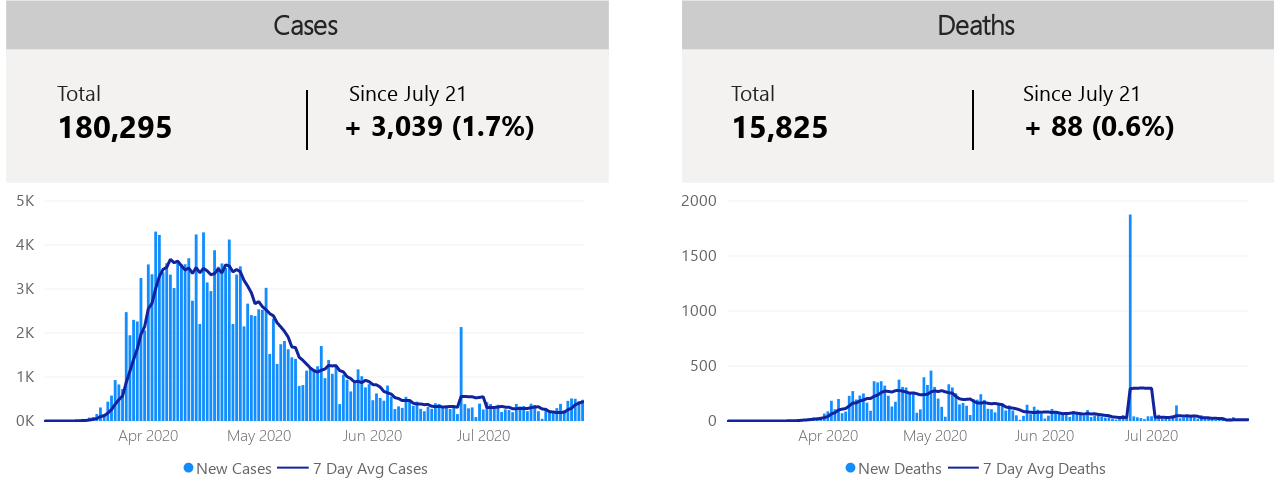 Cases
Total
180,295
Since July 21
+ 3,039 (1.7%)
5K
4K
3K
2K
1K
0K
Apr 2020 May 2020 Jun 2020 Jul 2020
New Cases 7 Day Avg Cases
Deaths
Total
15,825
Since July 21
+ 88 (0.6%)
2000
1500
1000
500
0
Apr 2020 May 2020 Jun 2020 Jul 2020
New Deaths 7 Day Avg Deaths